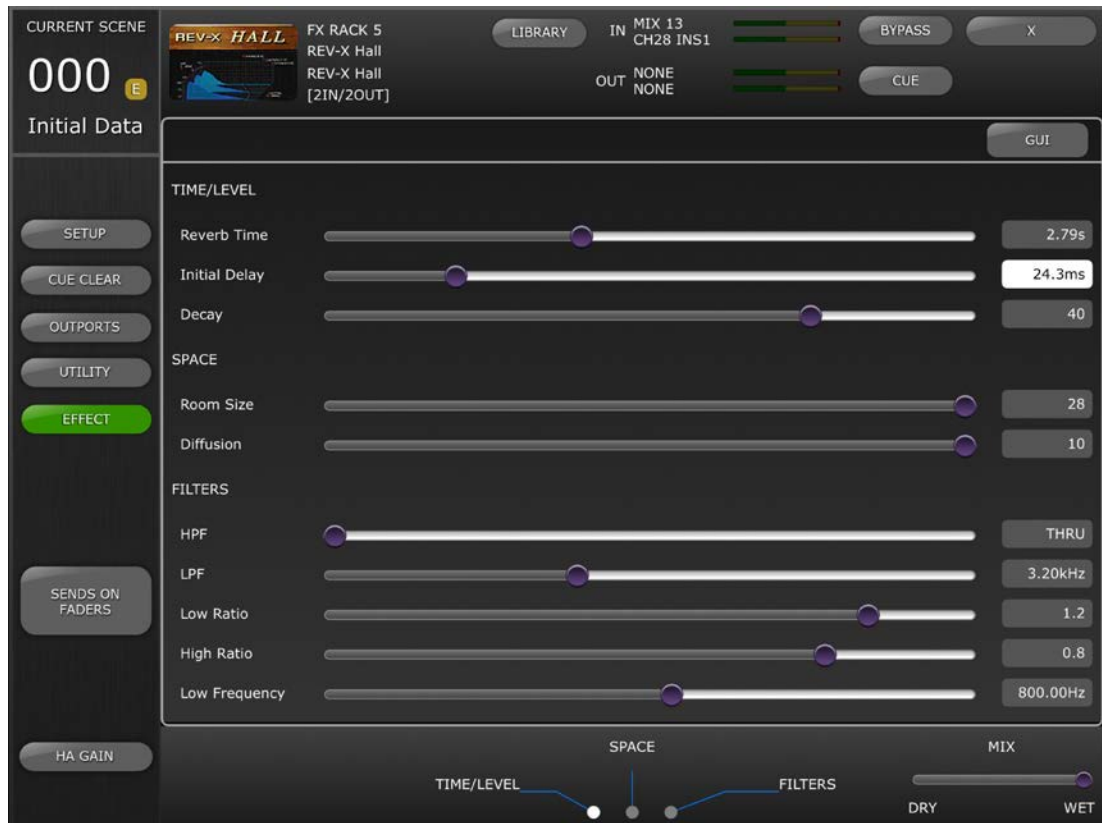 CURRENT SCENE
000 E
Initial Data
REV-X HALL
FX RACK 5
REV-X Hall
REV-X Hall
[2IN/2OUT]
LIBRARY
IN MIX 13
CH28 INS1
OUT NONE
NONE
BYPASS
CUE
X
GUI
SETUP
CUE CLEAR
OUTPORTS
UTILITY
EFFECT
SENDS ON
FADERS
HA GAIN
TIME/LEVEL
Reverb Time 2.79s
Initial Delay 24.3ms
Decay 40
SPACE
Room Size 28
Diffusion 10
FILTERS
HPF THRU
LPF 3.20kHz
Low Ratio 1.2
High Ratio 0.8
Low Frequency 800.00Hz
TIME/LEVEL
SPACE
FILTERS
MIX
DRY WET